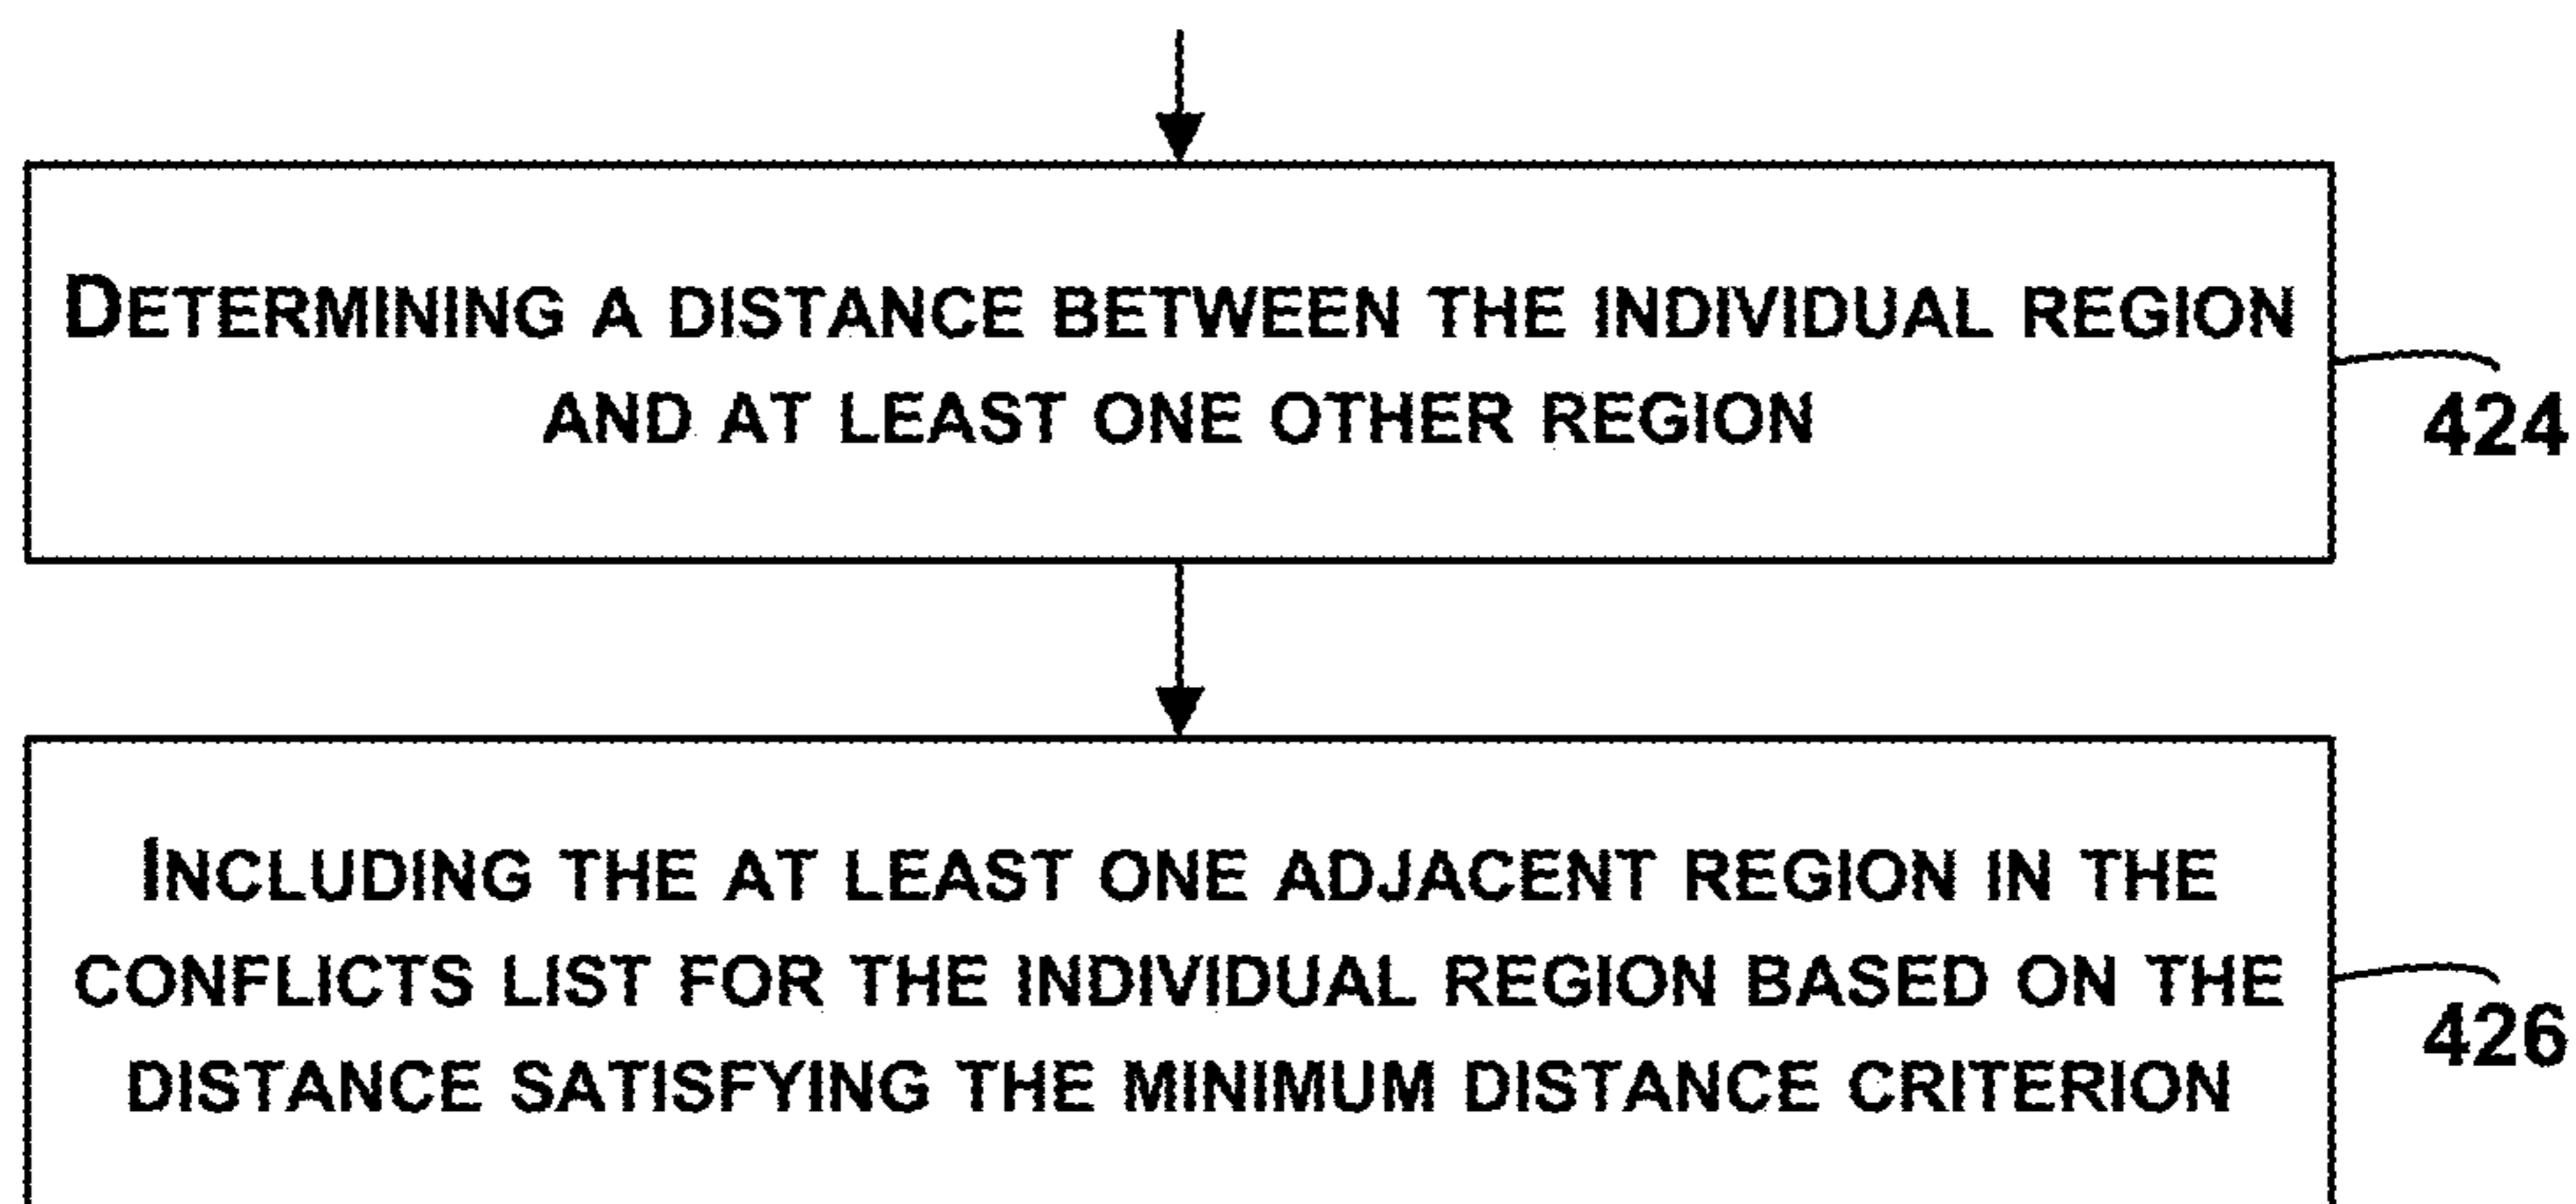 DETERMINING A DISTANCE BETWEEN THE INDIVIDUAL REGION
AND AT LEAST ONE OTHER REGION
424
INCLUDING THE AT LEAST ONE ADJACENT REGION IN THE
CONFLICTS LIST FOR THE INDIVIDUAL REGION BASED ON THE
DISTANCE SATISFYING THE MINIMUM DISTANCE CRITERION
426